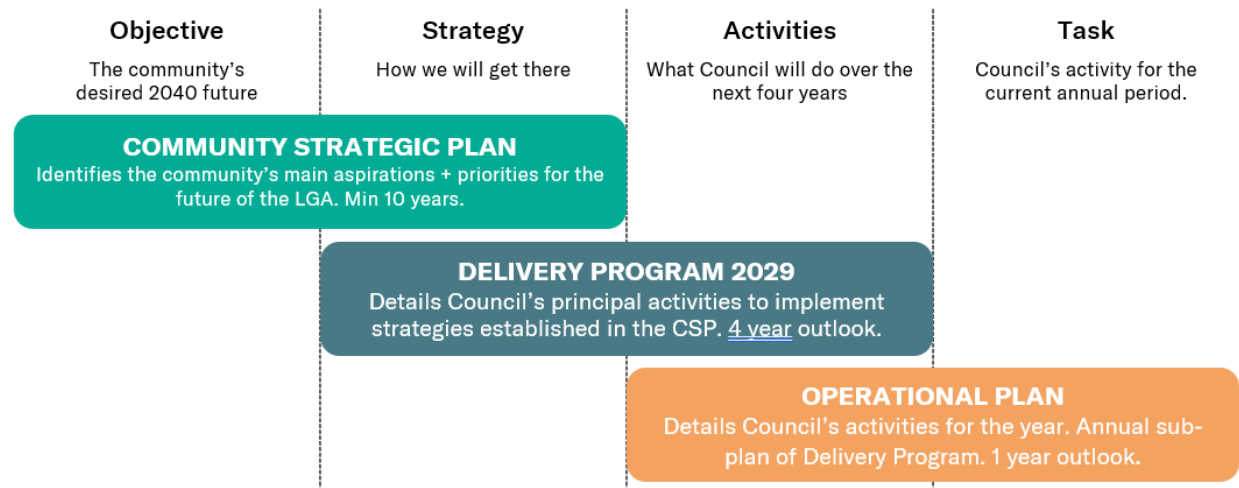 Objective
The community's
desired 2040 future
Strategy
How we will get there
Activities
What Council will do over the
next four years
Task
Council's activity for the
current annual period.
COMMUNITY STRATEGIC PLAN
Identifies the community's main aspirations + priorities for the
future of the LGA. Min 10 years.
DELIVERY PROGRAM 2029
Details Council's principal activities to implement
strategies established in the CSP. 4 year outlook.
OPERATIONAL PLAN
Details Council's activities for the year. Annual sub-
plan of Delivery Program. 1 year outlook.